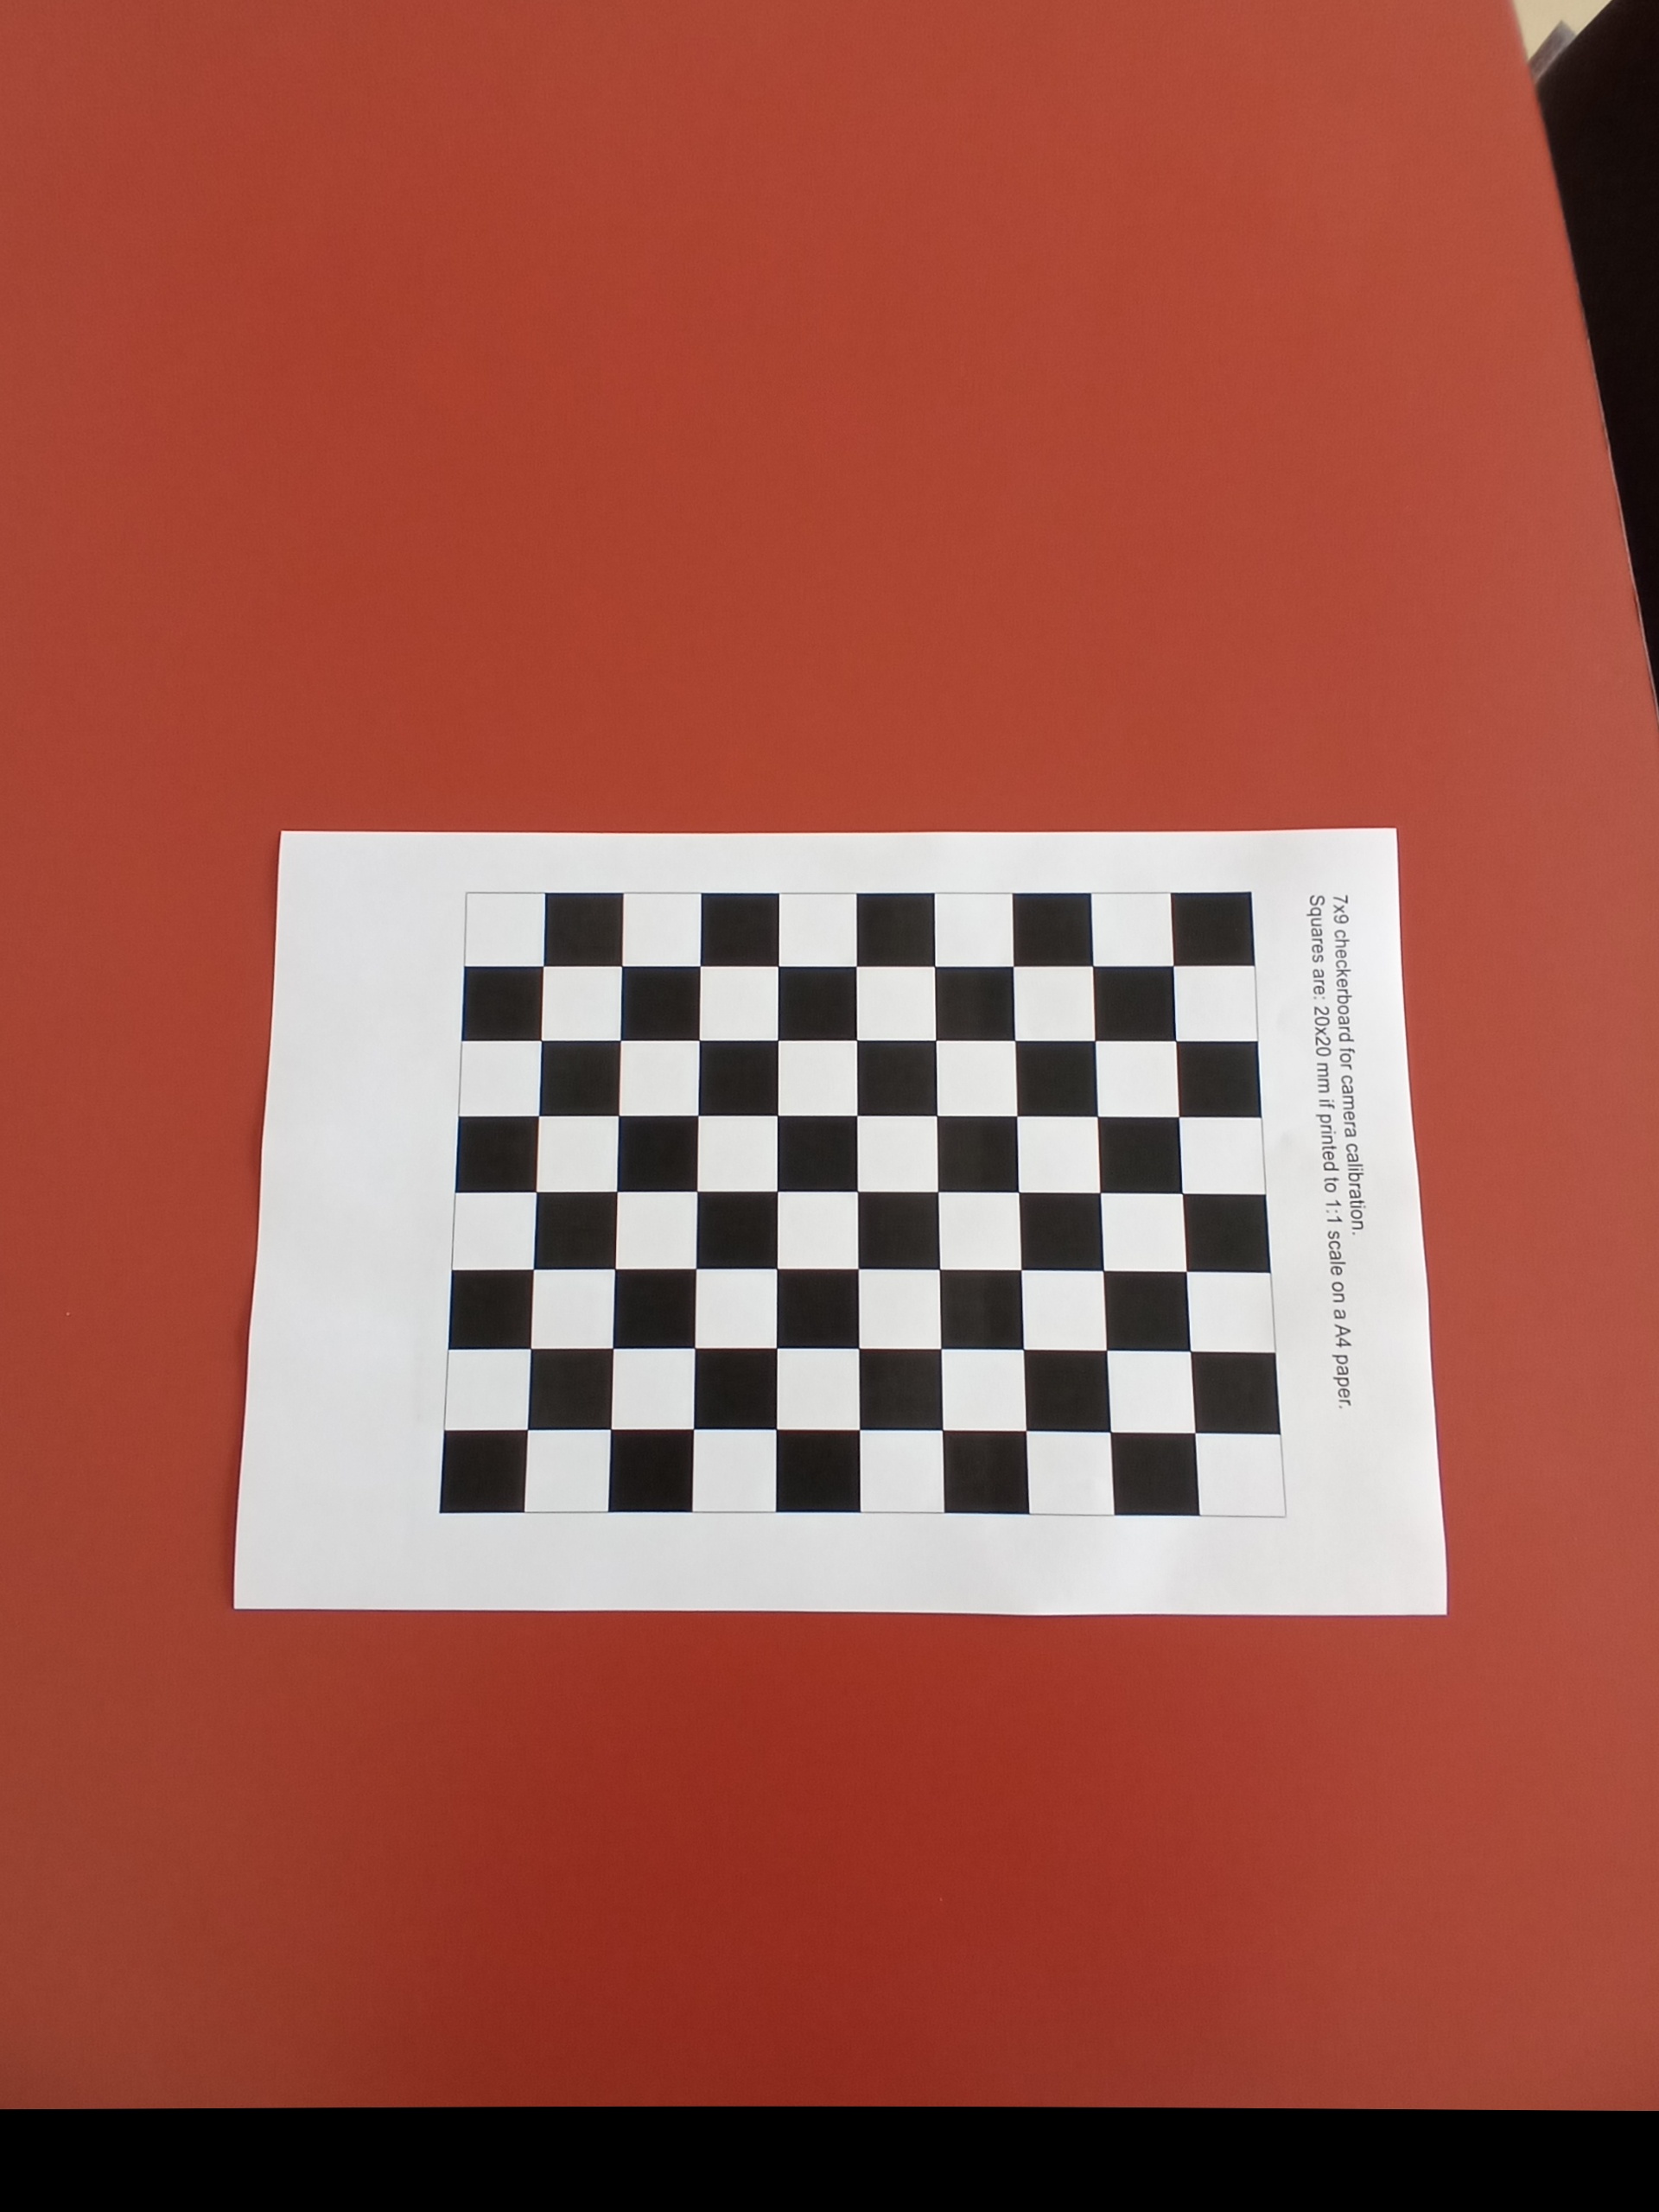 7x9 checkerboard for camera calibration.
Squares are: 20x20 mm if printed to 1:1 scale on a A4 paper.